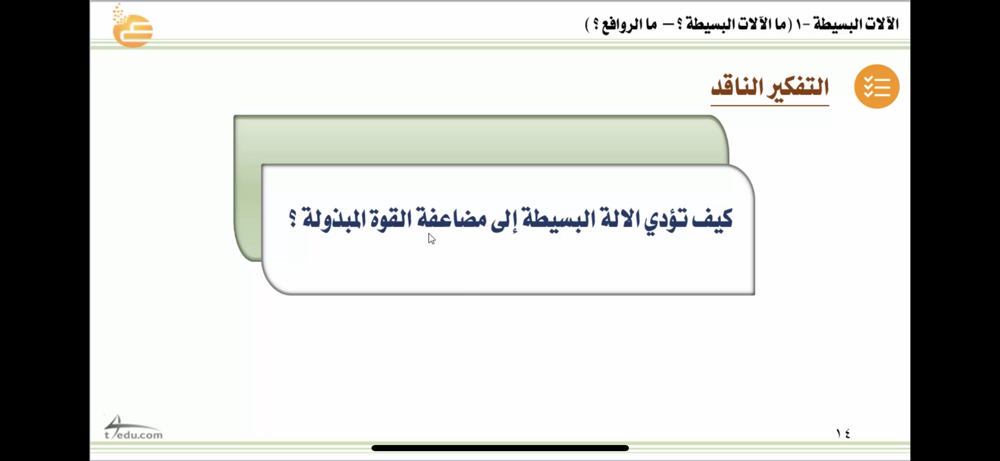 الآلات البسيطة -١ (ما الآلات البسيطة ؟ – ما الروافع ؟ )
التفكير الناقد
كيف تؤدي الالة البسيطة إلى مضاعفة القوة المبذولة ؟
t4edu.com
١٤